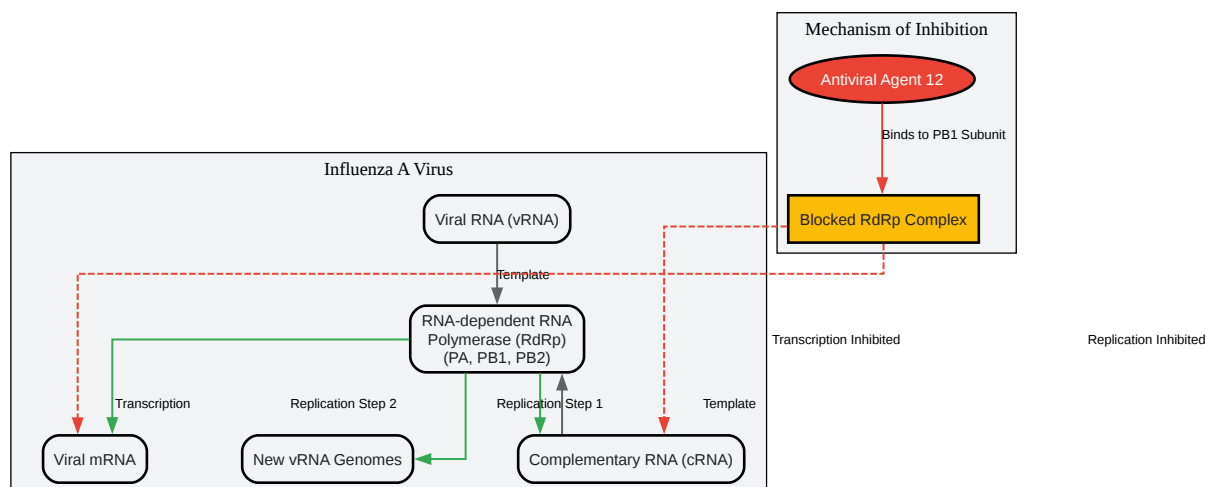 Mechanism of Inhibition
Antiviral Agent 12
Binds to PB1 Subunit
Influenza A Virus
Viral RNA (vRNA)
Blocked RdRp Complex
Template
RNA-dependent RNA
Polymerase (RdRp)
(PA, PB1, PB2)
Transcription Inhibited
Replication Inhibited
Transcription
Replication Step 2
Replication Step 1
Template
Viral mRNA
New vRNA Genomes
Complementary RNA (cRNA)